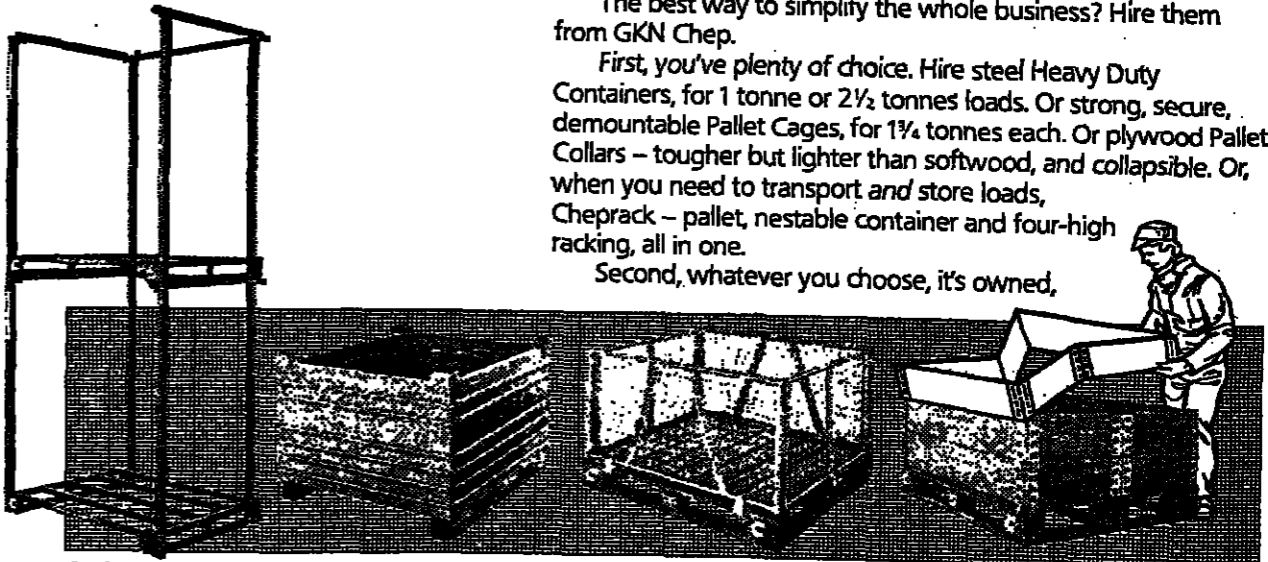 The best way to simplify the whole business? Hire them
from GKN Chep.
First, you've plenty of choice. Hire steel Heavy Duty
Containers, for 1 tonne or 2½ tonnes loads. Or strong, secure,
demountable Pallet Cages, for 1¾ tonnes each. Or plywood Pallet
Collars – tougher but lighter than softwood, and collapsible. Or,
when you need to transport and store loads,
Cheprack – pallet, nestable container and four-high
racking, all in one.
Second, whatever you choose, it's owned,